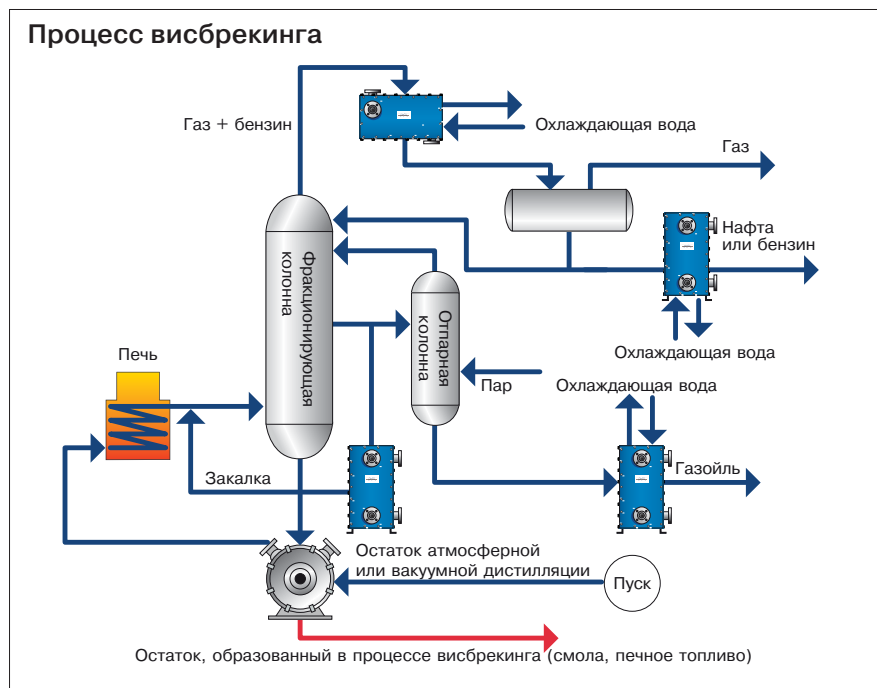 Процесс висбрекинга
Газ + бензин
Охлаждающая вода
Газ
Нафта
или бензин
Фракционирующая
колонна
Отпарная
колонна
Охлаждающая вода
Печь
Пар
Охлаждающая вода
Закалка
Газойль
Остаток атмосферной
или вакуумной дистилляции
Пуск
Остаток, образованный в процессе висбрекинга (смола, печное топливо)